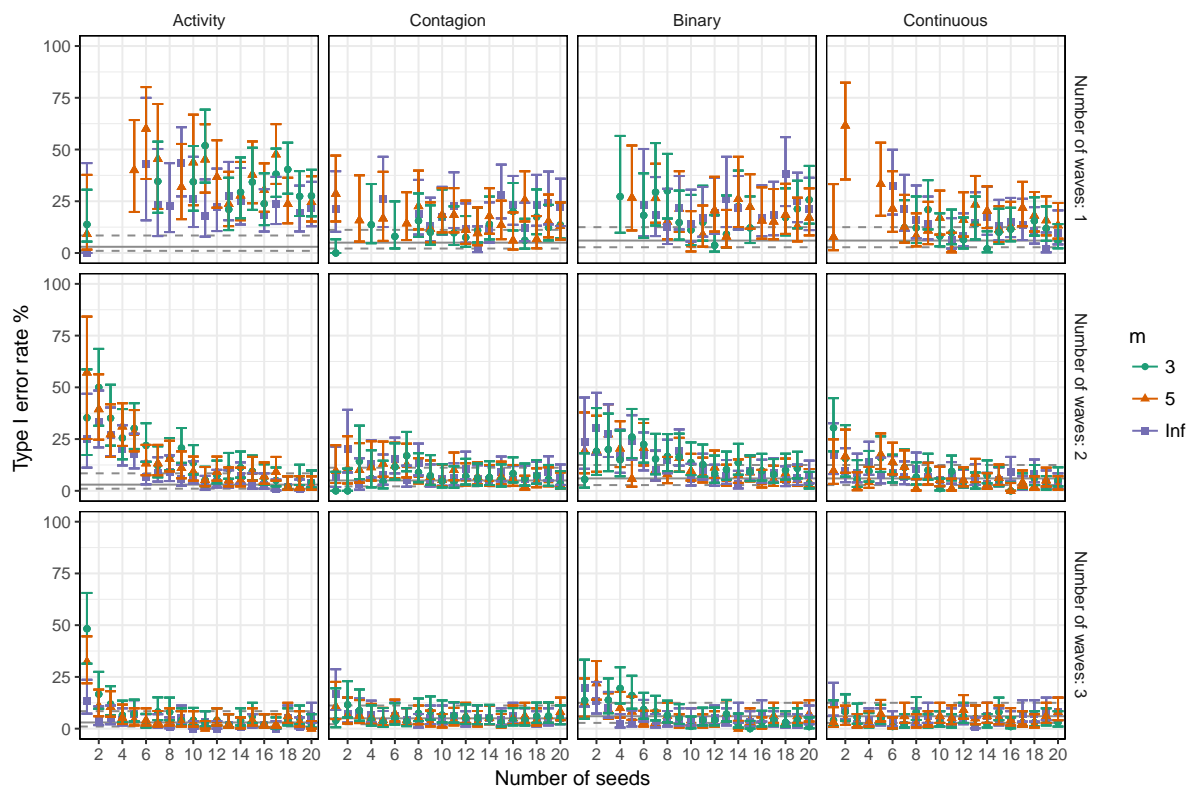 Activity Contagion Binary Continuous
100
75
50
25
0
Number of waves: 1
100
75
50
25
0
Number of waves: 2
100
75
50
25
0
Number of waves: 3
Type I error rate %
2 4 6 8 10 12 14 16 18 20 2 4 6 8 10 12 14 16 18 20 2 4 6 8 10 12 14 16 18 20 2 4 6 8 10 12 14 16 18 20
Number of seeds
m
3
5
Inf